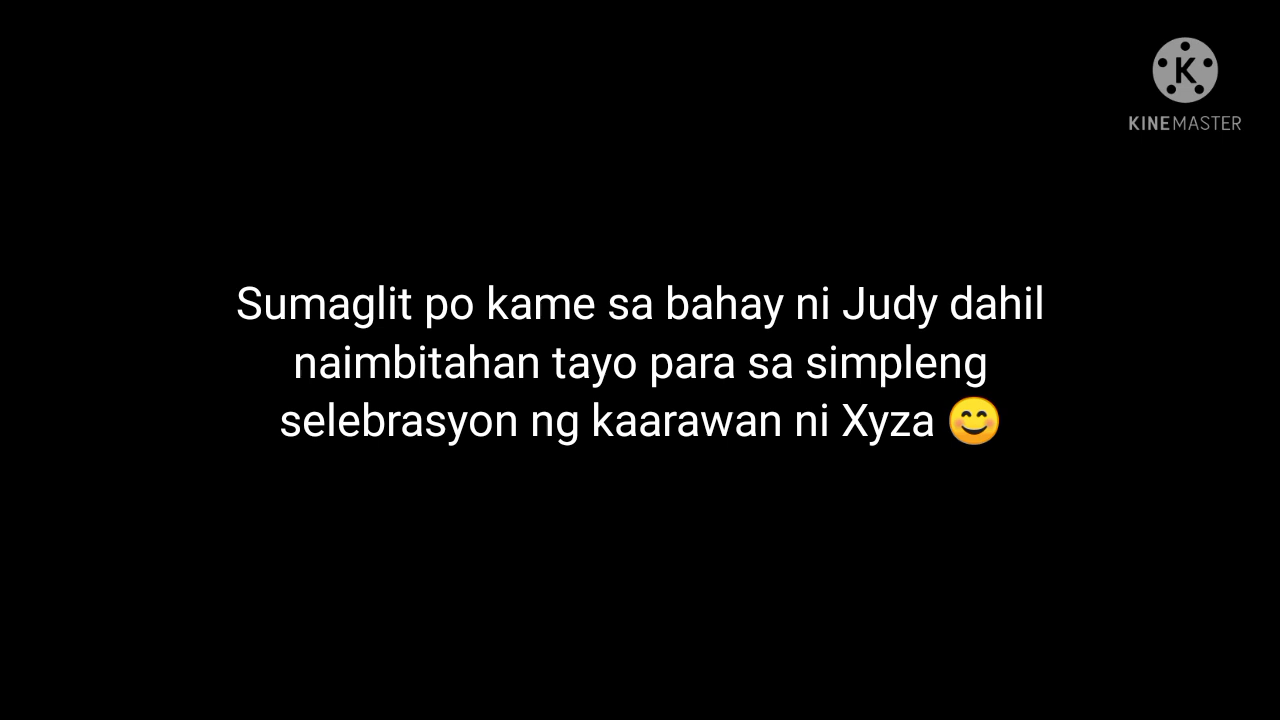 KINEMASTER
Sumaglit po kame sa bahay ni Judy dahil
naimbitahan tayo para sa simpleng
selebrasyon ng kaarawan ni Xyza 😊